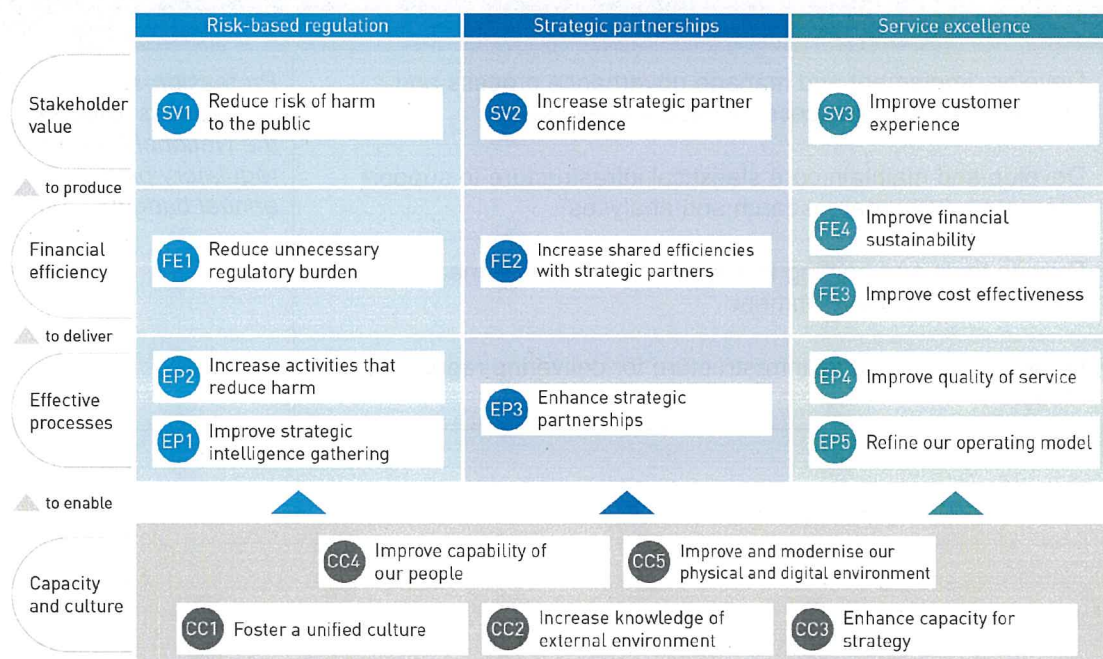 Risk-based regulation
Strategic partnerships
Service excellence
Stakeholder
value
SV1
Reduce risk of harm
to the public
SV2
Increase strategic partner
confidence
SV3
Improve customer
experience
to produce
Financial
efficiency
FE1
Reduce unnecessary
regulatory burden
FE2
Increase shared efficiencies
with strategic partners
FE4
Improve financial
sustainability
FE3
Improve cost effectiveness
to deliver
Effective
processes
EP2
Increase activities that
reduce harm
EP1
Improve strategic
intelligence gathering
EP3
Enhance strategic
partnerships
EP4
Improve quality of service
EP5
Refine our operating model
to enable
Capacity
and culture
CC4
Improve capability of
our people
CC5
Improve and modernise our
physical and digital environment
CC1
Foster a unified culture
CC2
Increase knowledge of
external environment
CC3
Enhance capacity for
strategy